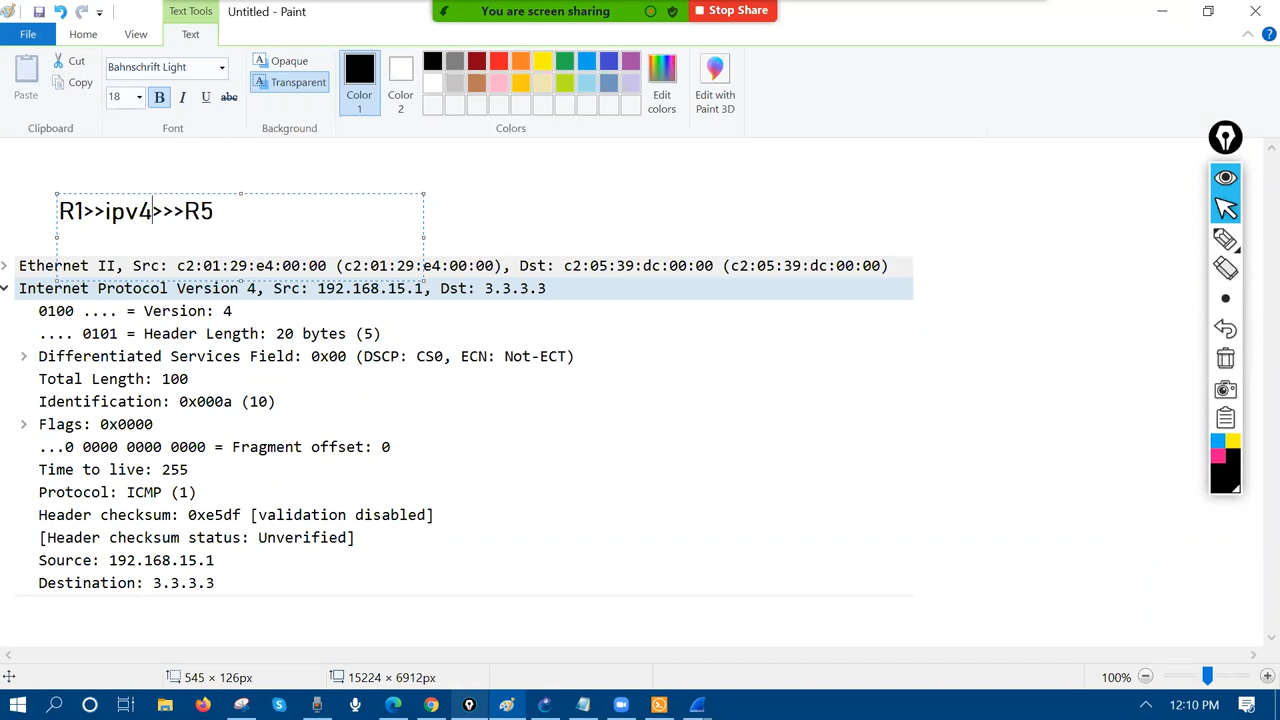 Text Tools
Untitled - Paint
You are screen sharing
Stop Share
File
Home
View
Text
Paste
Cut
Copy
Clipboard
Bahnschrift Light
18
B I U abc
Font
Opaque
Transparent
Background
Color 1
Color 2
Edit colors
Edit with Paint 3D
Colors
R1>>ipv4>>>R5
Ethernet II, Src: c2:01:29:e4:00:00 (c2:01:29:e4:00:00), Dst: c2:05:39:dc:00:00 (c2:05:39:dc:00:00)
Internet Protocol Version 4, Src: 192.168.15.1, Dst: 3.3.3.3
0100 .... = Version: 4
.... 0101 = Header Length: 20 bytes (5)
Differentiated Services Field: 0x00 (DSCP: CS0, ECN: Not-ECT)
Total Length: 100
Identification: 0x000a (10)
Flags: 0x0000
...0 0000 0000 0000 = Fragment offset: 0
Time to live: 255
Protocol: ICMP (1)
Header checksum: 0xe5df [validation disabled]
[Header checksum status: Unverified]
Source: 192.168.15.1
Destination: 3.3.3.3
545 × 126px
15224 × 6912px
100%
12:10 PM